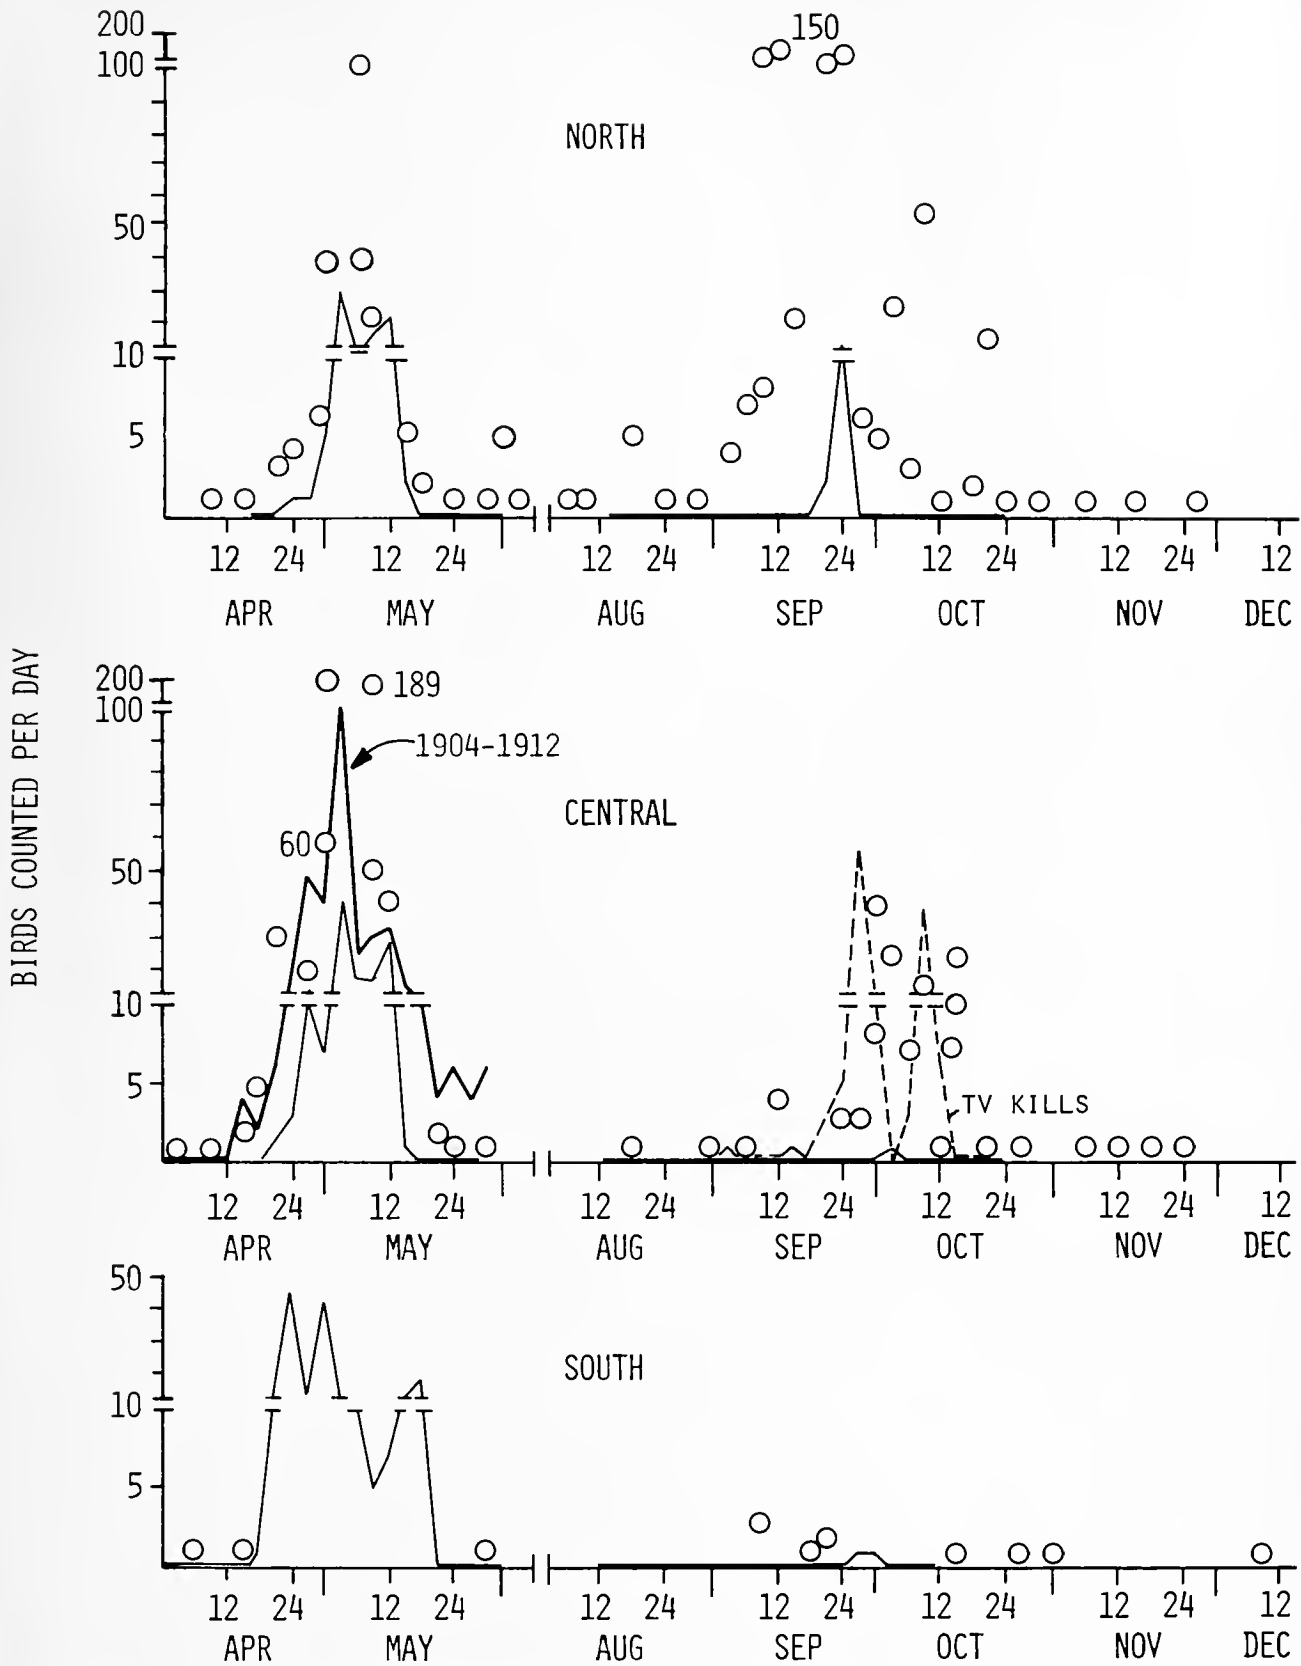 200
150
100
NORTH
50
10
5
12 24 12 24 12 24 12 24 12 24 12 24 12
APR MAY AUG SEP OCT NOV DEC
BIRDS COUNTED PER DAY
200
189
100
1904-1912
CENTRAL
60
50
10
5
TV KILLS
12 24 12 24 12 24 12 24 12 24 12 24 12
APR MAY AUG SEP OCT NOV DEC
50
SOUTH
10
5
12 24 12 24 12 24 12 24 12 24 12 24 12
APR MAY AUG SEP OCT NOV DEC